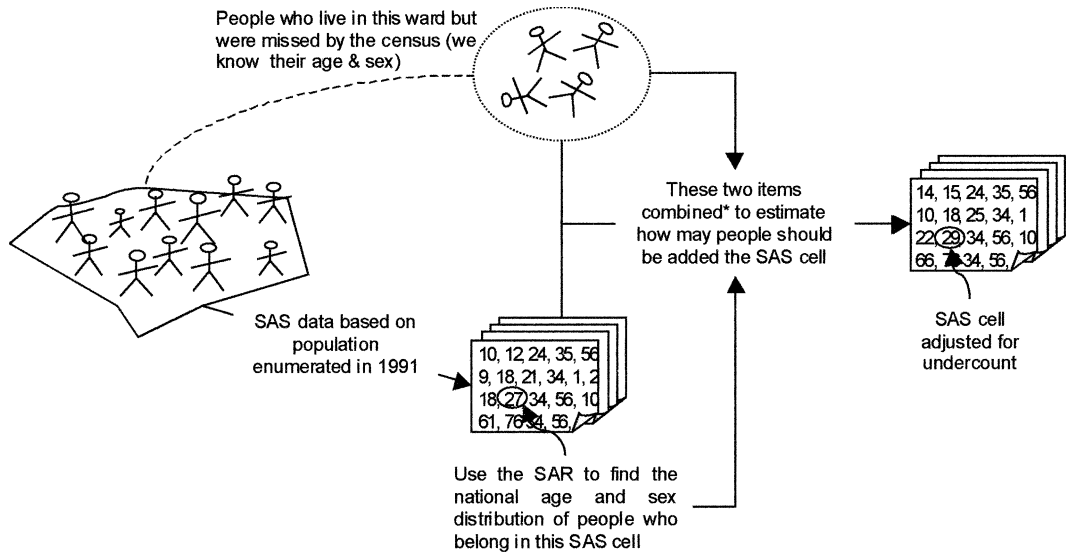 People who live in this ward but
were missed by the census (we
know their age & sex)
These two items
combined* to estimate
how may people should
be added the SAS cell
14, 15, 24, 35, 56
10, 18, 25, 34, 1
22, 29, 34, 56, 10
66, 34, 56,
SAS cell
adjusted for
undercount
SAS data based on
population
enumerated in 1991
10, 12, 24, 35, 56
9, 18, 21, 34, 1, 2
18, 27, 34, 56, 10
61, 76 34, 56,
Use the SAR to find the
national age and sex
distribution of people who
belong in this SAS cell